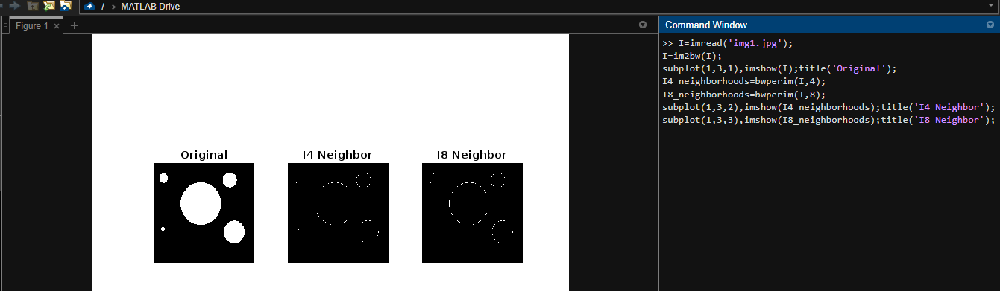 / > MATLAB Drive
Figure 1 × +
Command Window
>> I=imread('img1.jpg');
I=im2bw(I);
subplot(1,3,1),imshow(I);title('Original');
I4_neighborhoods=bwperim(I,4);
I8_neighborhoods=bwperim(I,8);
subplot(1,3,2),imshow(I4_neighborhoods);title('I4 Neighbor');
subplot(1,3,3),imshow(I8_neighborhoods);title('I8 Neighbor');
Original I4 Neighbor I8 Neighbor